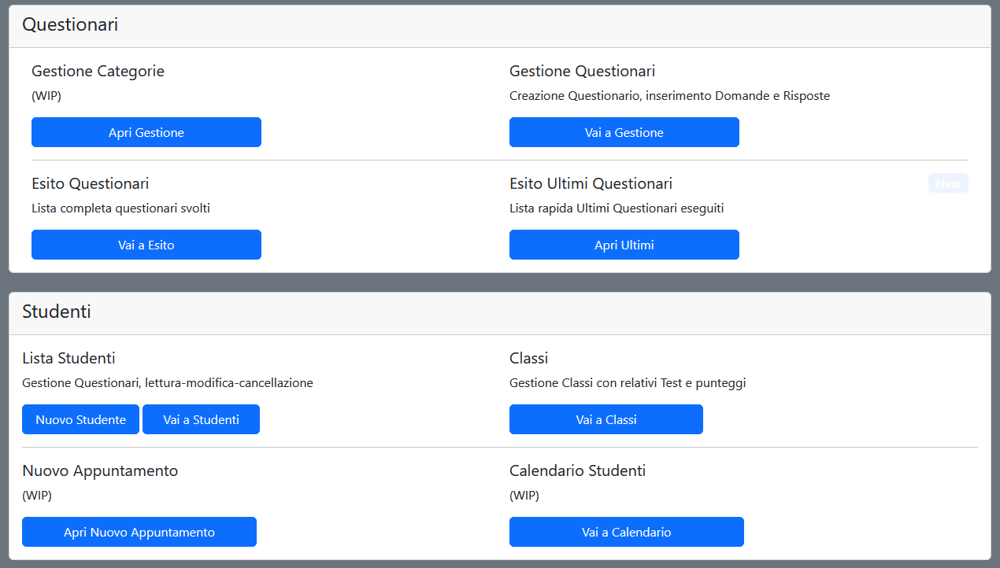 Questionari
Gestione Categorie
(WIP)
Apri Gestione
Gestione Questionari
Creazione Questionario, inserimento Domande e Risposte
Vai a Gestione
Esito Questionari
Lista completa questionari svolti
Vai a Esito
Esito Ultimi Questionari
New
Lista rapida Ultimi Questionari eseguiti
Apri Ultimi
Studenti
Lista Studenti
Gestione Questionari, lettura-modifica-cancellazione
Nuovo Studente
Vai a Studenti
Classi
Gestione Classi con relativi Test e punteggi
Vai a Classi
Nuovo Appuntamento
(WIP)
Apri Nuovo Appuntamento
Calendario Studenti
(WIP)
Vai a Calendario